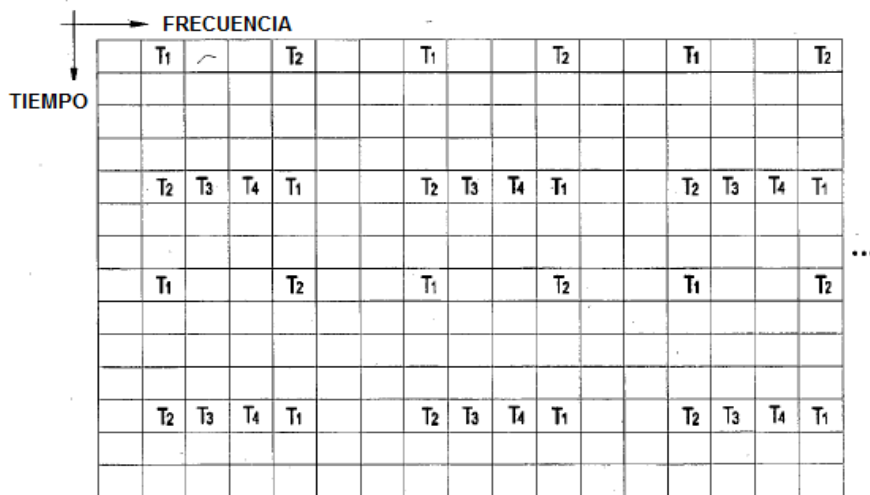 FRECUENCIA
T1 T2 T1 T2 T1 T2
TIEMPO
T2 T3 T4 T1 T2 T3 T4 T1 T2 T3 T4 T1
...
T1 T2 T1 T2 T1 T2
T2 T3 T4 T1 T2 T3 T4 T1 T2 T3 T4 T1